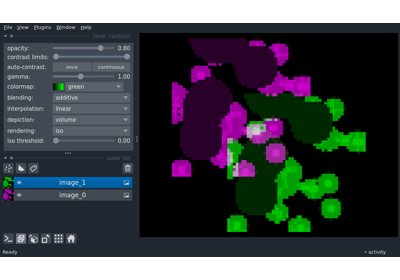 File View Plugins Window Help
layer controls
opacity: 0.80
contrast limits:
auto-contrast: once continuous
gamma: 1.00
colormap: green
blending: additive
interpolation: linear
depiction: volume
rendering: iso
iso threshold: 0.00
layer list
image_1
image_0
Ready activity